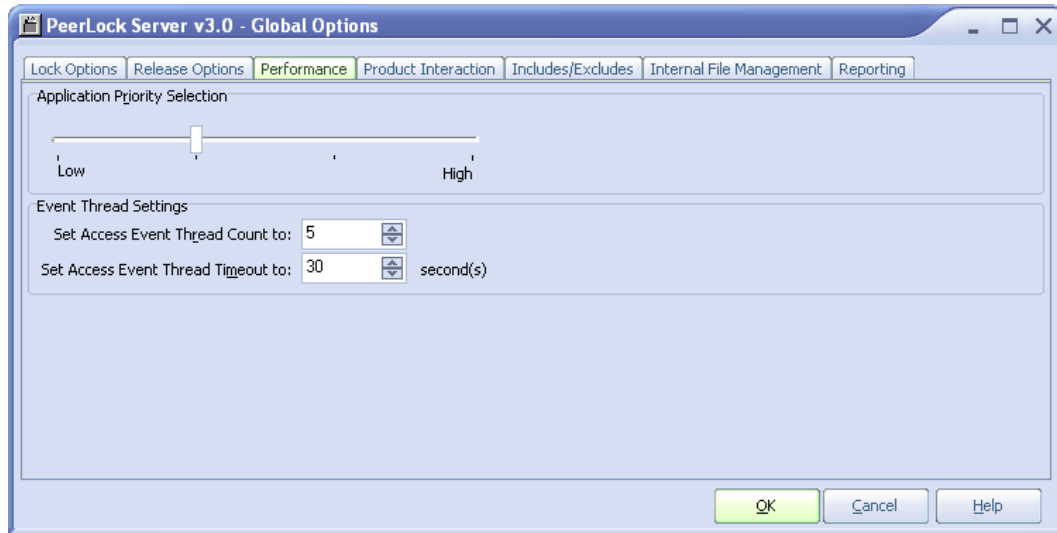 PeerLock Server v3.0 - Global Options
Lock Options Release Options Performance Product Interaction Includes/Excludes Internal File Management Reporting
Application Priority Selection
Low High
Event Thread Settings
Set Access Event Thread Count to: 5
Set Access Event Thread Timeout to: 30 second(s)
OK Cancel Help